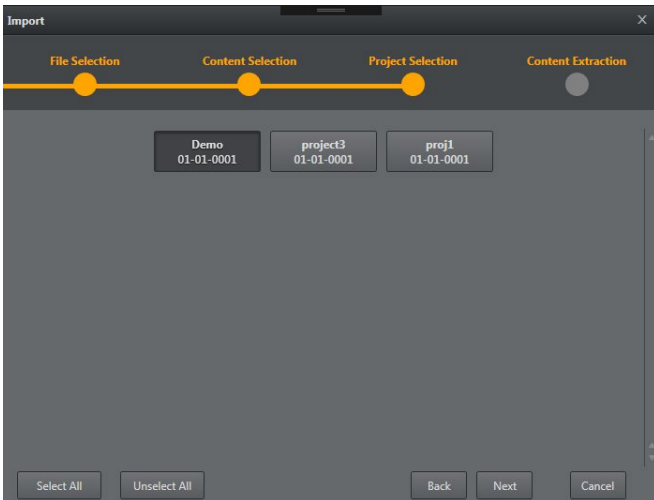 Import
File Selection
Content Selection
Project Selection
Content Extraction
Demo
01-01-0001
project3
01-01-0001
proj1
01-01-0001
Select All
Unselect All
Back
Next
Cancel